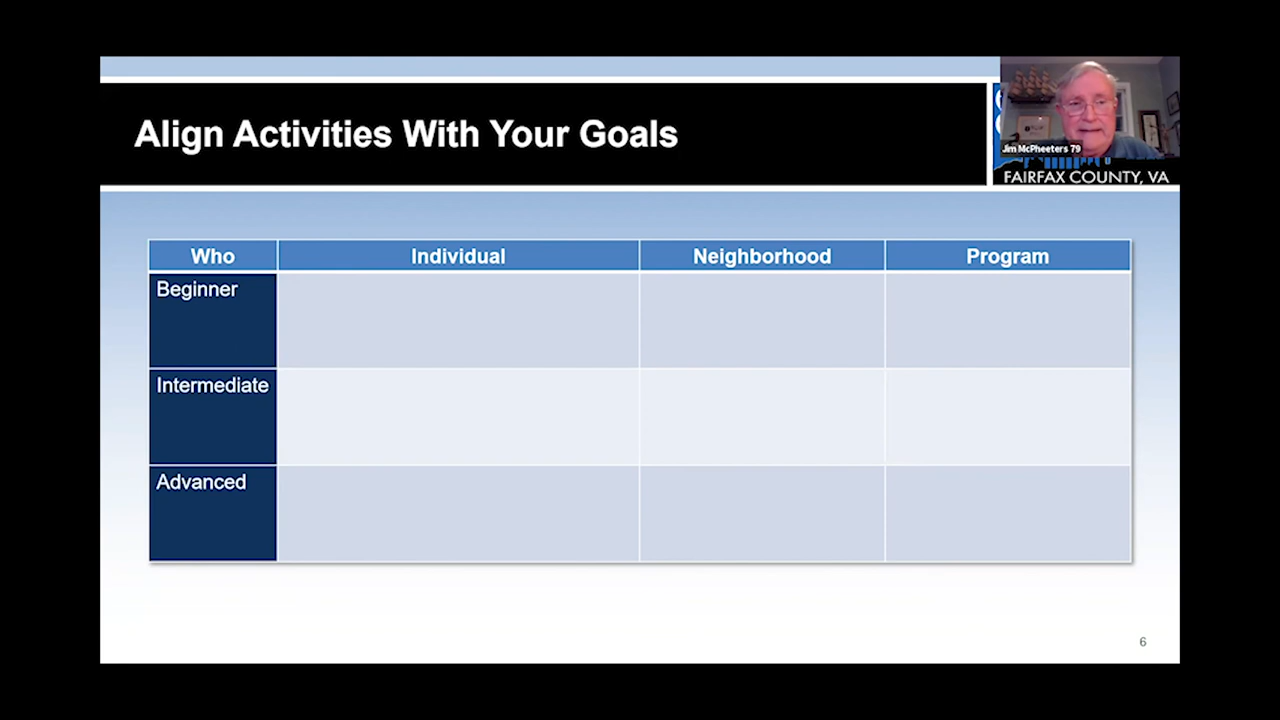 Align Activities With Your Goals
Jim McPheeters 79
FAIRFAX COUNTY, VA
Who Individual Neighborhood Program
Beginner
Intermediate
Advanced
6